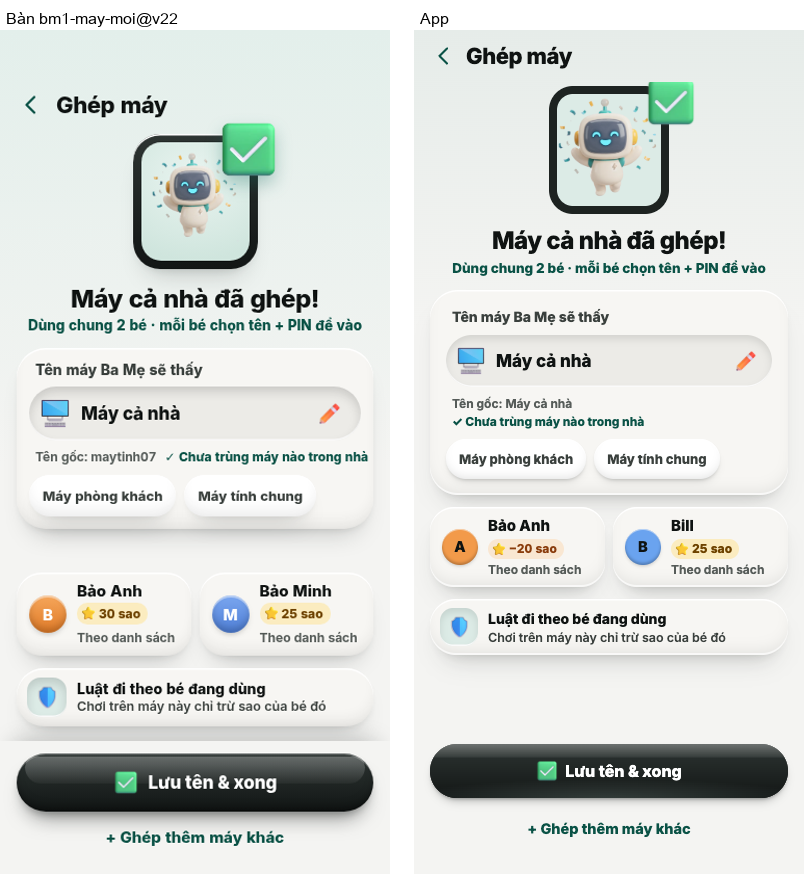 Bản bm1-may-moi@v22
Ghép máy
Máy cả nhà đã ghép!
Dùng chung 2 bé · mỗi bé chọn tên + PIN để vào
Tên máy Ba Mẹ sẽ thấy
Máy cả nhà
Tên gốc: maytinh07 ✓ Chưa trùng máy nào trong nhà
Máy phòng khách
Máy tính chung
B
Bảo Anh
30 sao
Theo danh sách
M
Bảo Minh
25 sao
Theo danh sách
Luật đi theo bé đang dùng
Chơi trên máy này chỉ trừ sao của bé đó
Lưu tên & xong
+ Ghép thêm máy khác
App
Ghép máy
Máy cả nhà đã ghép!
Dùng chung 2 bé · mỗi bé chọn tên + PIN để vào
Tên máy Ba Mẹ sẽ thấy
Máy cả nhà
Tên gốc: Máy cả nhà
✓ Chưa trùng máy nào trong nhà
Máy phòng khách
Máy tính chung
A
Bảo Anh
−20 sao
Theo danh sách
B
Bill
25 sao
Theo danh sách
Luật đi theo bé đang dùng
Chơi trên máy này chỉ trừ sao của bé đó
Lưu tên & xong
+ Ghép thêm máy khác